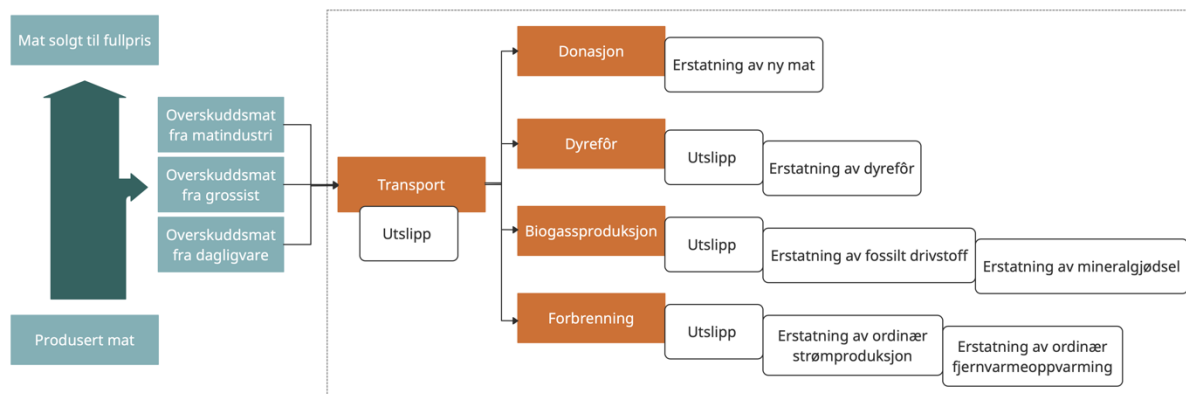 Mat solgt til fullpris
Overskuddsmat
fra matindustri
Overskuddsmat
fra grossist
Overskuddsmat
fra dagligvare
Produsert mat
Transport
Utslipp
Donasjon
Erstatning av ny mat
Dyrefôr
Utslipp
Erstatning av dyrefôr
Biogassproduksjon
Utslipp
Erstatning av fossilt drivstoff
Erstatning av mineralgjødsel
Forbrenning
Utslipp
Erstatning av ordinær
strømproduksjon
Erstatning av ordinær
fjernvarmeoppvarming